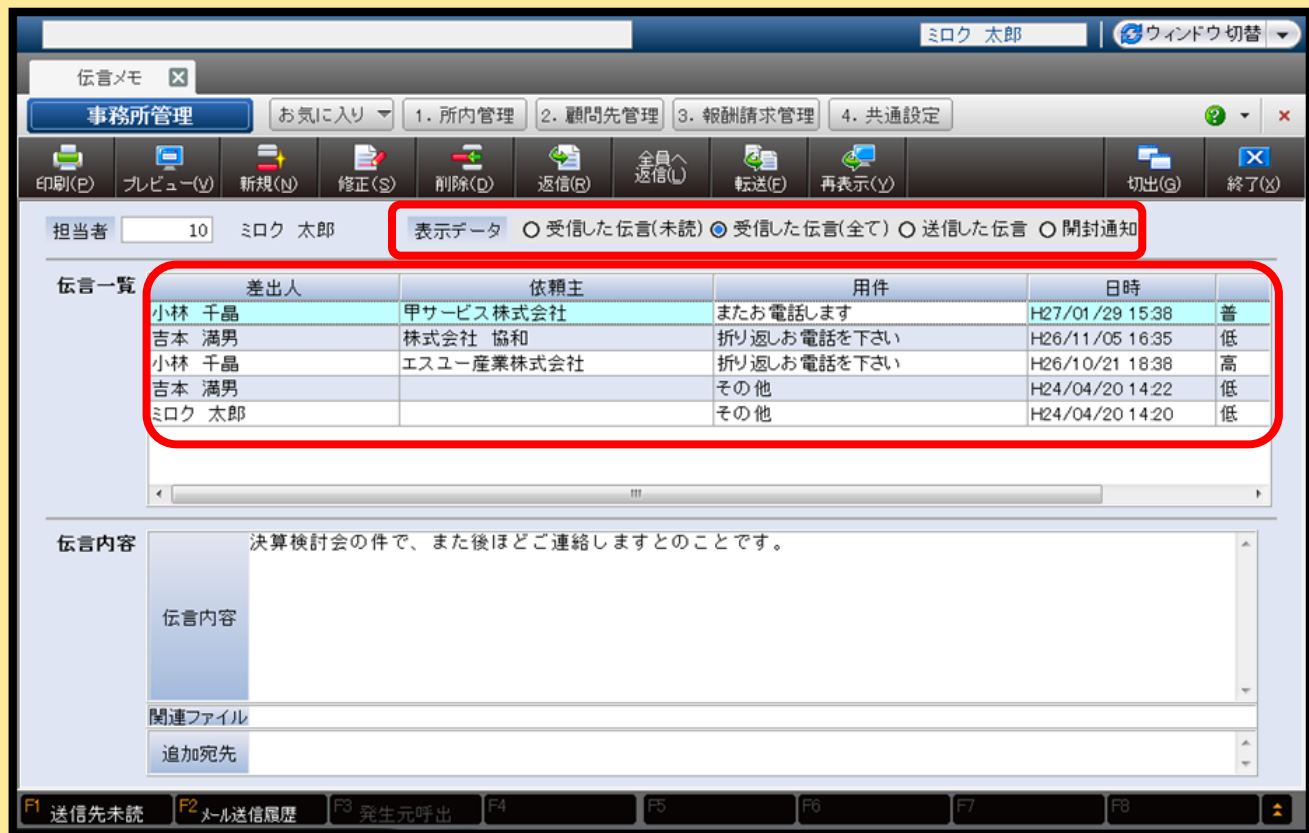 ミロク 太郎 ウィンドウ切替
伝言メモ
事務所管理 お気に入り 1. 所内管理 2. 顧問先管理 3. 報酬請求管理 4. 共通設定
印刷(P) プレビュー(V) 新規(N) 修正(S) 削除(D) 返信(R) 全員へ返信(L) 転送(F) 再表示(Y) 切出(G) 終了(X)
担当者 10 ミロク 太郎 表示データ 受信した伝言(未読) 受信した伝言(全て) 送信した伝言 開封通知
伝言一覧 差出人 依頼主 用件 日時
小林 千晶 甲サービス株式会社 またお電話します H27/01/29 15:38 普
吉本 満男 株式会社 協和 折り返しお電話を下さい H26/11/05 16:35 低
小林 千晶 エスユー産業株式会社 折り返しお電話を下さい H26/10/21 18:38 高
吉本 満男 その他 H24/04/20 14:22 低
ミロク 太郎 その他 H24/04/20 14:20 低
伝言内容 決算検討会の件で、また後ほどご連絡しますとのことです。
伝言内容
関連ファイル
追加宛先
F1 送信先未読 F2 メール送信履歴 F3 発生元呼出 F4 F5 F6 F7 F8